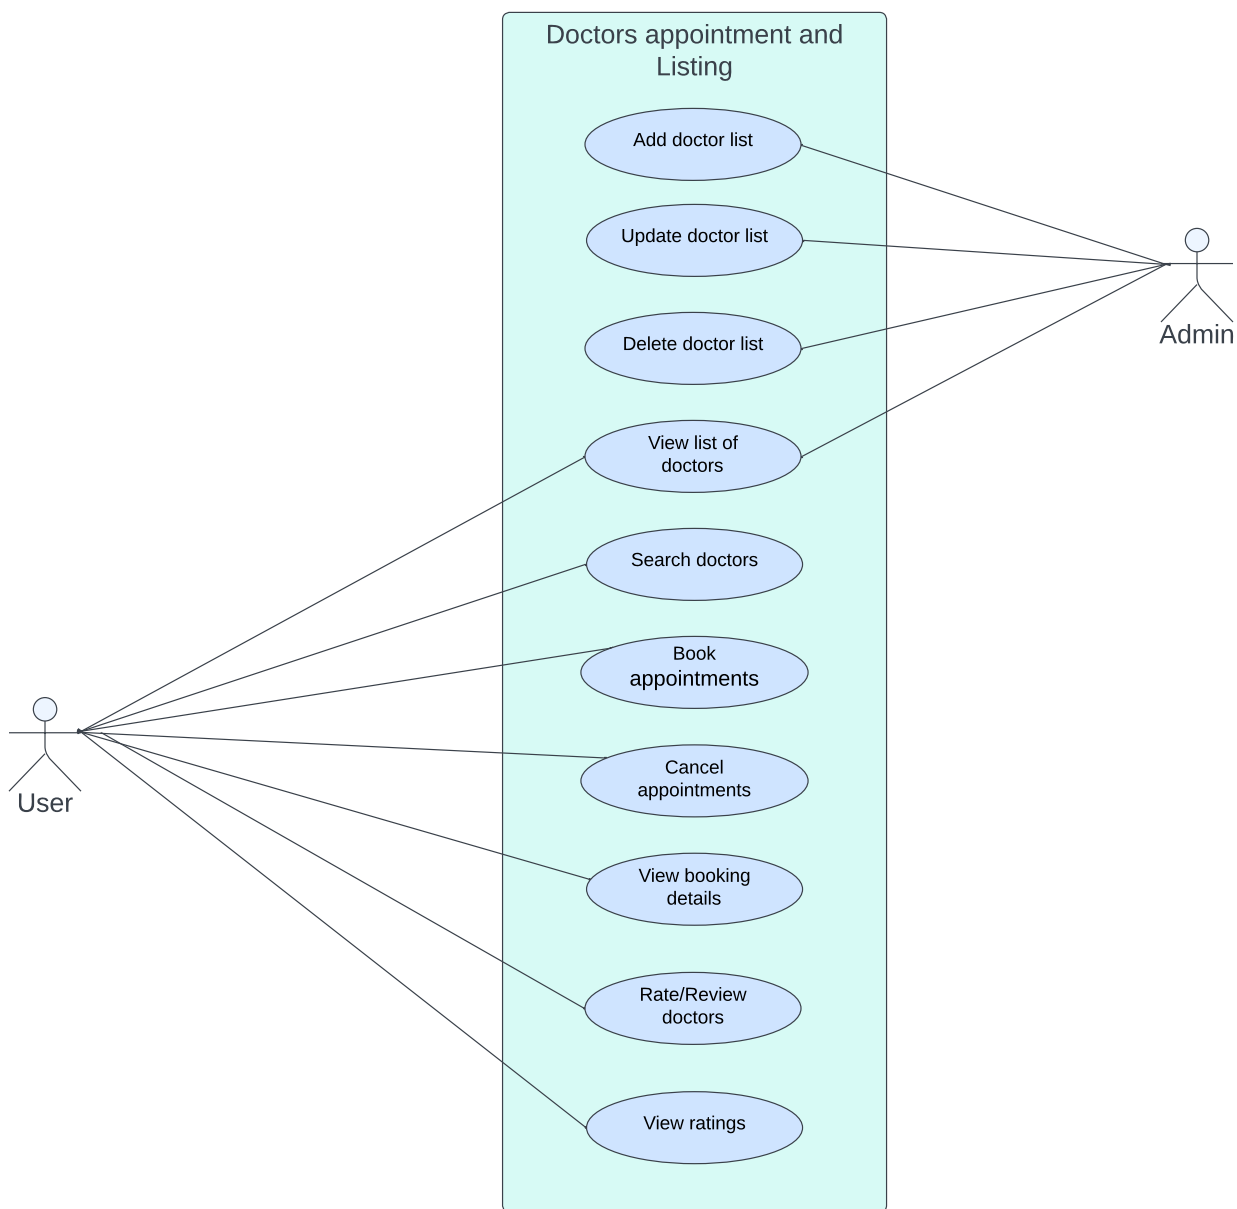 Doctors appointment and
Listing
Add doctor list
Update doctor list
Admin
Delete doctor list
View list of
doctors
Search doctors
Book
appointments
Cancel
appointments
User
View booking
details
Rate/Review
doctors
View ratings